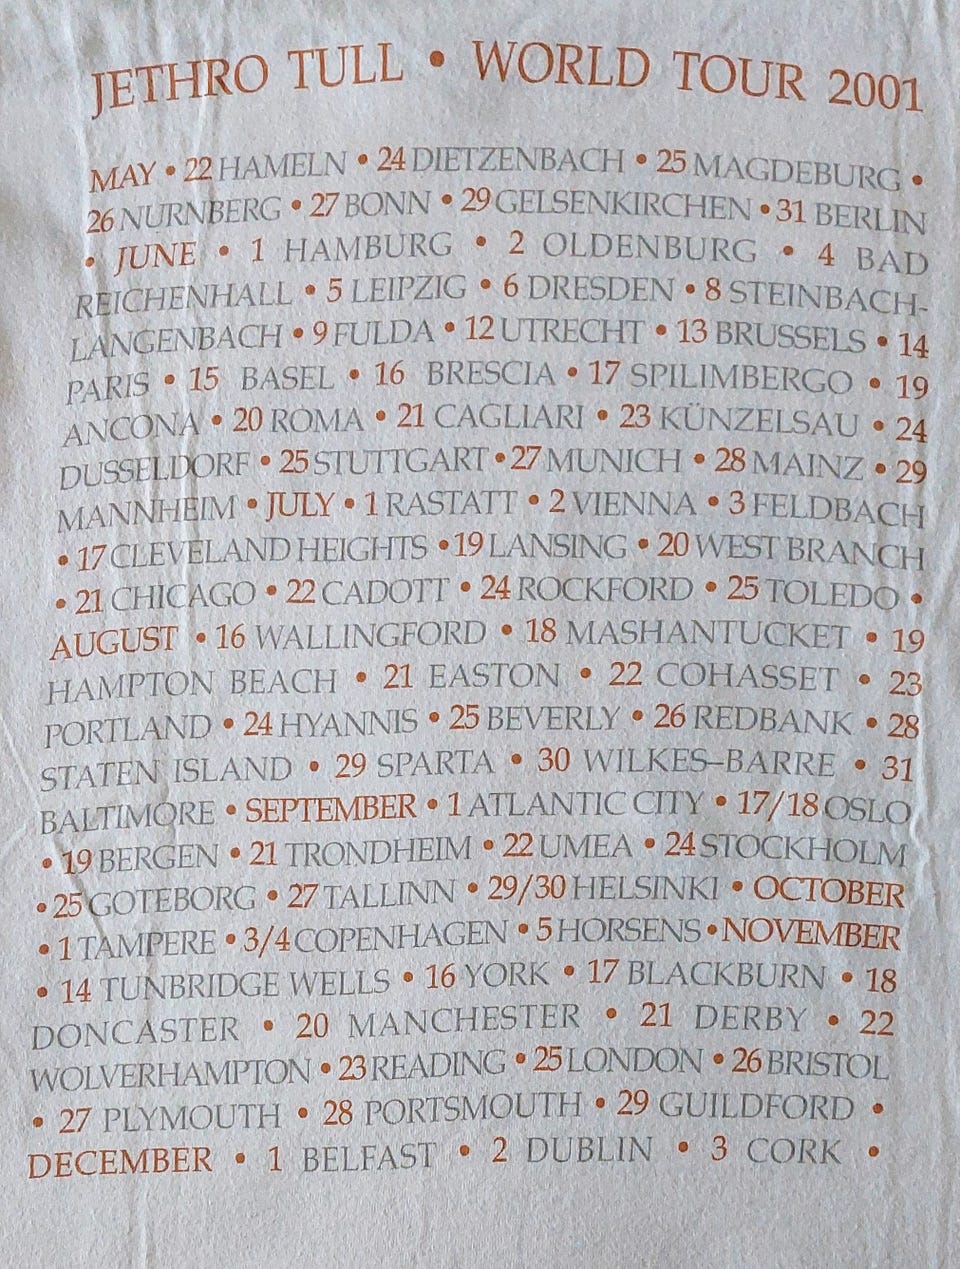 JETHRO TULL • WORLD TOUR 2001
MAY • 22 HAMELN • 24 DIETZENBACH • 25 MAGDEBURG •
26 NURNBERG • 27 BONN • 29 GELSENKIRCHEN • 31 BERLIN
• JUNE • 1 HAMBURG • 2 OLDENBURG • 4 BAD
REICHENHALL • 5 LEIPZIG • 6 DRESDEN • 8 STEINBACH-
LANGENBACH • 9 FULDA • 12 UTRECHT • 13 BRUSSELS • 14
PARIS • 15 BASEL • 16 BRESCIA • 17 SPILIMBERGO • 19
ANCONA • 20 ROMA • 21 CAGLIARI • 23 KÜNZELSAU • 24
DUSSELDORF • 25 STUTTGART • 27 MUNICH • 28 MAINZ • 29
MANNHEIM • JULY • 1 RASTATT • 2 VIENNA • 3 FELDBACH
• 17 CLEVELAND HEIGHTS • 19 LANSING • 20 WEST BRANCH
• 21 CHICAGO • 22 CADOTT • 24 ROCKFORD • 25 TOLEDO •
AUGUST • 16 WALLINGFORD • 18 MASHANTUCKET • 19
HAMPTON BEACH • 21 EASTON • 22 COHASSET • 23
PORTLAND • 24 HYANNIS • 25 BEVERLY • 26 REDBANK • 28
STATEN ISLAND • 29 SPARTA • 30 WILKES–BARRE • 31
BALTIMORE • SEPTEMBER • 1 ATLANTIC CITY • 17/18 OSLO
• 19 BERGEN • 21 TRONDHEIM • 22 UMEA • 24 STOCKHOLM
• 25 GOTEBORG • 27 TALLINN • 29/30 HELSINKI • OCTOBER
• 1 TAMPERE • 3/4 COPENHAGEN • 5 HORSENS • NOVEMBER
• 14 TUNBRIDGE WELLS • 16 YORK • 17 BLACKBURN • 18
DONCASTER • 20 MANCHESTER • 21 DERBY • 22
WOLVERHAMPTON • 23 READING • 25 LONDON • 26 BRISTOL
• 27 PLYMOUTH • 28 PORTSMOUTH • 29 GUILDFORD •
DECEMBER • 1 BELFAST • 2 DUBLIN • 3 CORK •